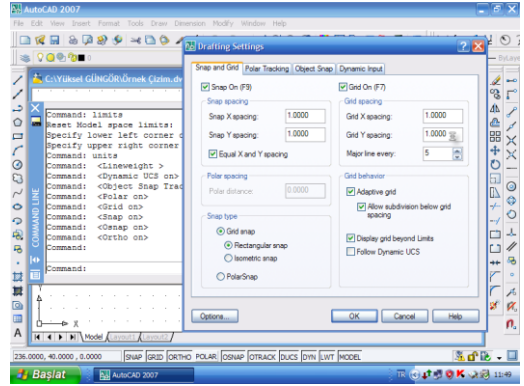 AutoCAD 2007
File Edit View Insert Format Tools Draw Dimension Modify Window Help
ByLayer
C:\Yüksel GÜNGÖR\Örnek Çizim.dw
Command: limits
Reset Model space limits:
Specify lower left corner o
Specify upper right corner
Command: units
Command: <Lineweight >
Command: <Dynamic UCS on>
Command: <Object Snap Trac
Command: <Polar on>
Command: <Grid on>
Command: <Snap on>
Command: <Osnap on>
Command: <Ortho on>
Command:
Command:
COMMAND LINE
Drafting Settings
Snap and Grid Polar Tracking Object Snap Dynamic Input
Snap On (F9)
Snap spacing
Snap X spacing: 1.0000
Snap Y spacing: 1.0000
Equal X and Y spacing
Polar spacing
Polar distance: 0.0000
Snap type
Grid snap
Rectangular snap
Isometric snap
PolarSnap
Grid On (F7)
Grid spacing
Grid X spacing: 1.0000
Grid Y spacing: 1.0000
Major line every: 5
Grid behavior
Adaptive grid
Allow subdivision below grid
spacing
Display grid beyond Limits
Follow Dynamic UCS
Options... OK Cancel Help
X
Model Layout1 Layout2
236.0000, 40.0000 , 0.0000 SNAP GRID ORTHO POLAR OSNAP OTRACK DUCS DYN LWT MODEL
Başlat AutoCAD 2007 TR 11:49